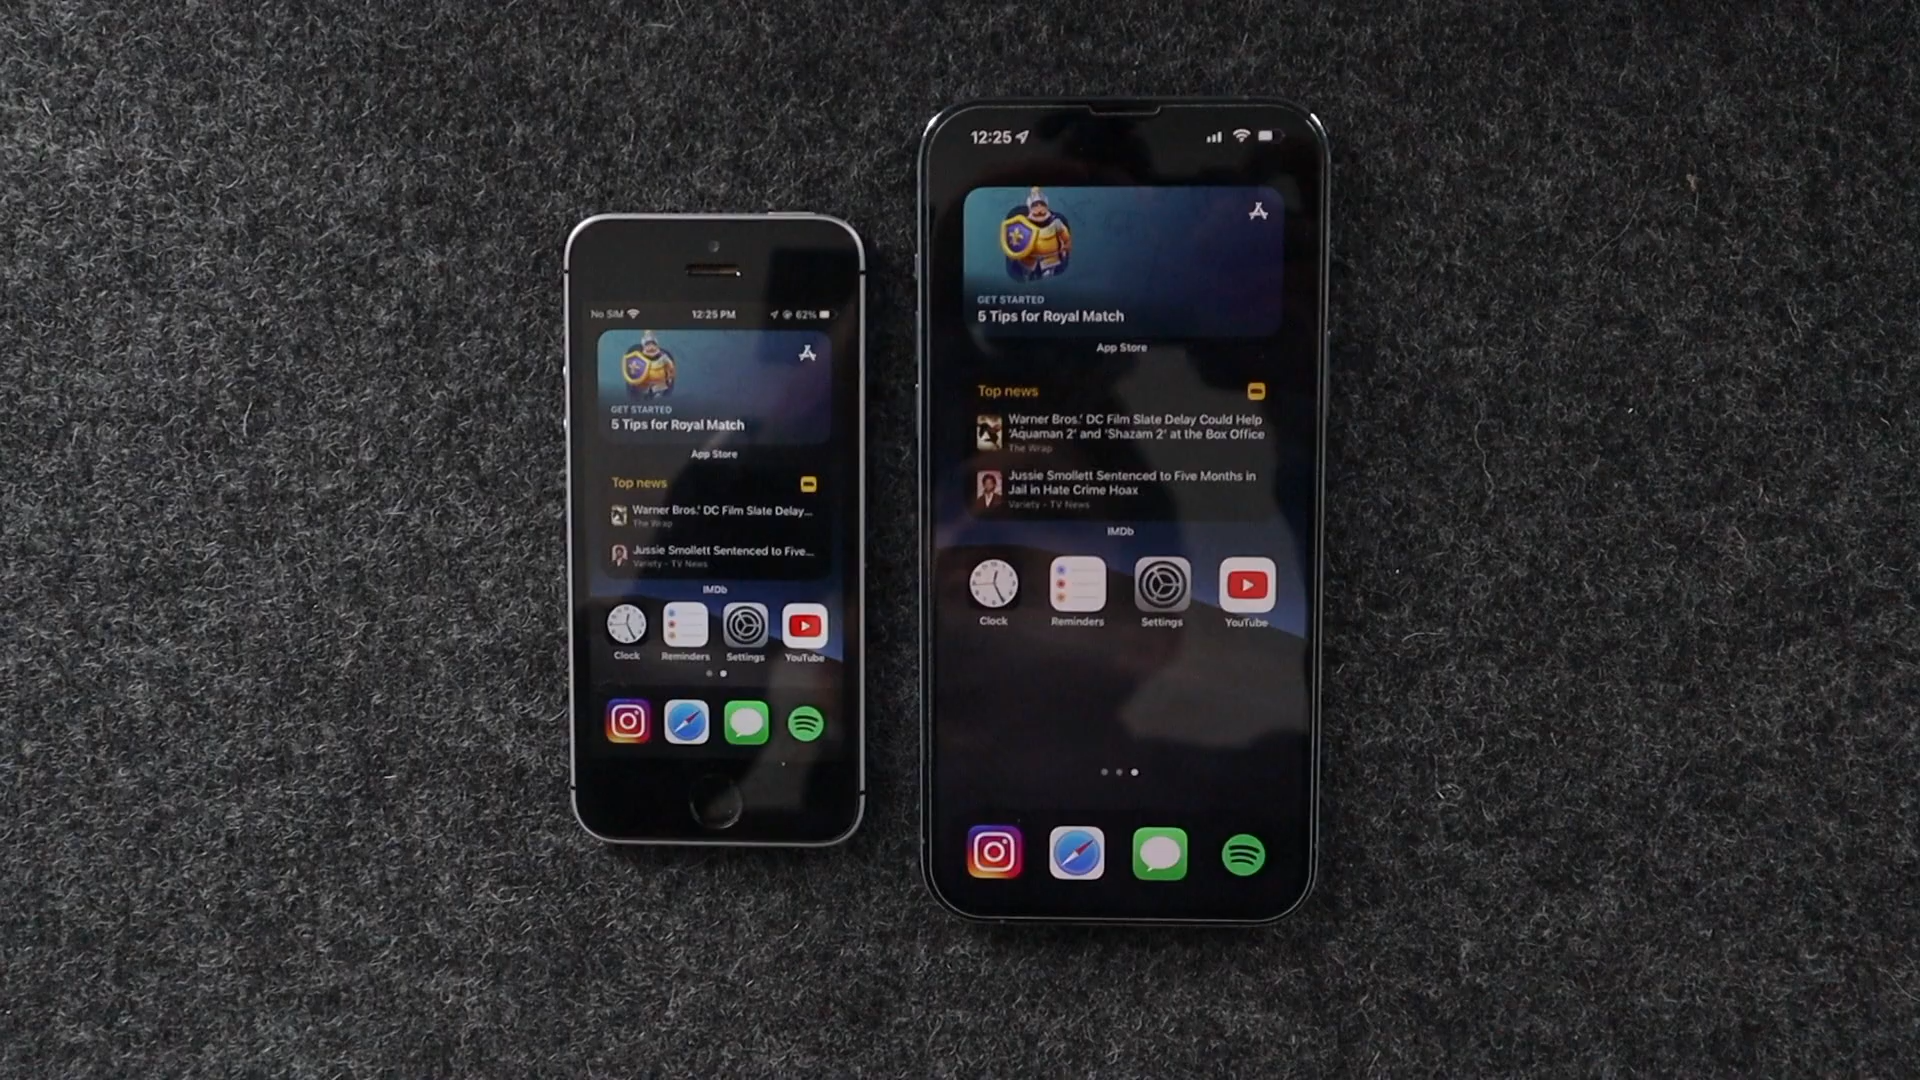 No SIM
12:25 PM
62%
GET STARTED
5 Tips for Royal Match
App Store
Top news
Warner Bros.' DC Film Slate Delay...
The Wrap
Jussie Smollett Sentenced to Five...
Variety - TV News
IMDb
Clock
Reminders
Settings
YouTube
12:25
GET STARTED
5 Tips for Royal Match
App Store
Top news
Warner Bros.' DC Film Slate Delay Could Help
'Aquaman 2' and 'Shazam 2' at the Box Office
The Wrap
Jussie Smollett Sentenced to Five Months in
Jail in Hate Crime Hoax
Variety - TV News
IMDb
Clock
Reminders
Settings
YouTube